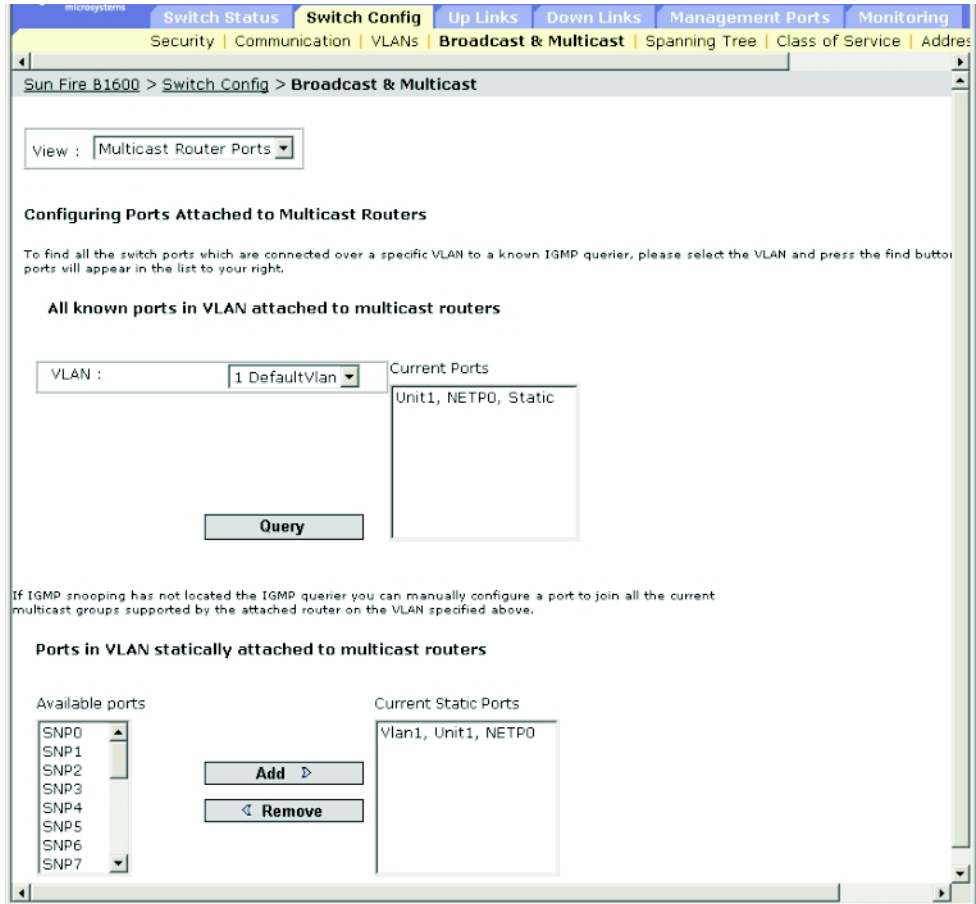 microsystems
Switch Status Switch Config Up Links Down Links Management Ports Monitoring
Security | Communication | VLANs | Broadcast & Multicast | Spanning Tree | Class of Service | Addres
Sun Fire B1600 > Switch Config > Broadcast & Multicast
View : Multicast Router Ports
Configuring Ports Attached to Multicast Routers
To find all the switch ports which are connected over a specific VLAN to a known IGMP querier, please select the VLAN and press the find button
ports will appear in the list to your right.
All known ports in VLAN attached to multicast routers
VLAN : 1 DefaultVlan
Current Ports
Unit1, NETP0, Static
Query
If IGMP snooping has not located the IGMP querier you can manually configure a port to join all the current
multicast groups supported by the attached router on the VLAN specified above.
Ports in VLAN statically attached to multicast routers
Available ports
SNP0
SNP1
SNP2
SNP3
SNP4
SNP5
SNP6
SNP7
Add
Remove
Current Static Ports
Vlan1, Unit1, NETP0